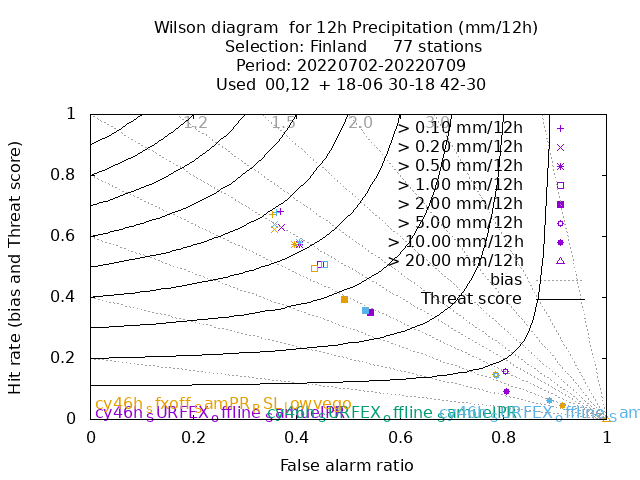 Wilson diagram for 12h Precipitation (mm/12h)
Selection: Finland 77 stations
Period: 20220702-20220709
Used 00,12 + 18-06 30-18 42-30
1.2 1.5 2.0
> 0.10 mm/12h
> 0.20 mm/12h
> 0.50 mm/12h
> 1.00 mm/12h
> 2.00 mm/12h
> 5.00 mm/12h
> 10.00 mm/12h
> 20.00 mm/12h
bias
Threat score
Hit rate (bias and Threat score)
1
0.8
0.6
0.4
0.2
0
0 0.2 0.4 0.6 0.8 1
False alarm ratio